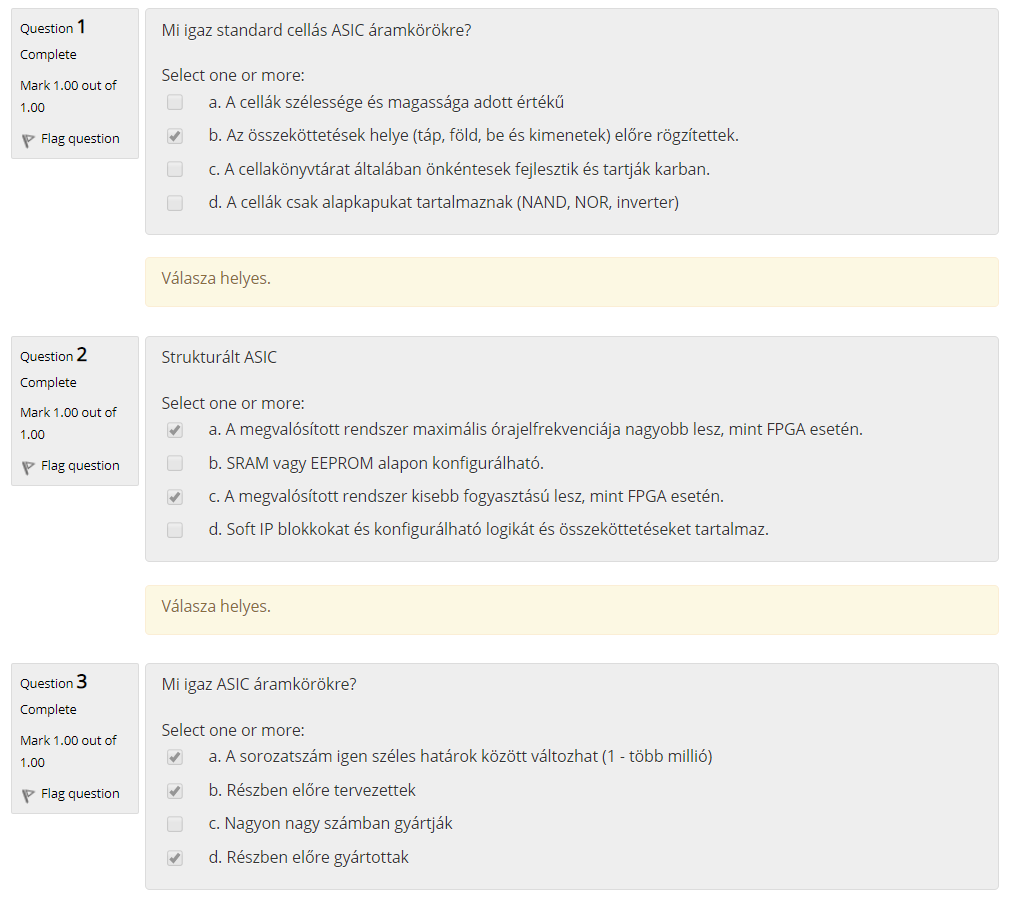 Question 1
Complete
Mark 1.00 out of
1.00
Flag question
Mi igaz standard cellás ASIC áramkörökre?
Select one or more:
a. A cellák szélessége és magassága adott értékű
b. Az összeköttetések helye (táp, föld, be és kimenetek) előre rögzítettek.
c. A cellakönyvtárat általában önkéntesek fejlesztik és tartják karban.
d. A cellák csak alapkapukat tartalmaznak (NAND, NOR, inverter)
Válasza helyes.
Question 2
Complete
Mark 1.00 out of
1.00
Flag question
Strukturált ASIC
Select one or more:
a. A megvalósított rendszer maximális órajelfrekvenciája nagyobb lesz, mint FPGA esetén.
b. SRAM vagy EEPROM alapon konfigurálható.
c. A megvalósított rendszer kisebb fogyasztású lesz, mint FPGA esetén.
d. Soft IP blokkokat és konfigurálható logikát és összeköttetéseket tartalmaz.
Válasza helyes.
Question 3
Complete
Mark 1.00 out of
1.00
Flag question
Mi igaz ASIC áramkörökre?
Select one or more:
a. A sorozatszám igen széles határok között változhat (1 - több millió)
b. Részben előre tervezettek
c. Nagyon nagy számban gyártják
d. Részben előre gyártottak